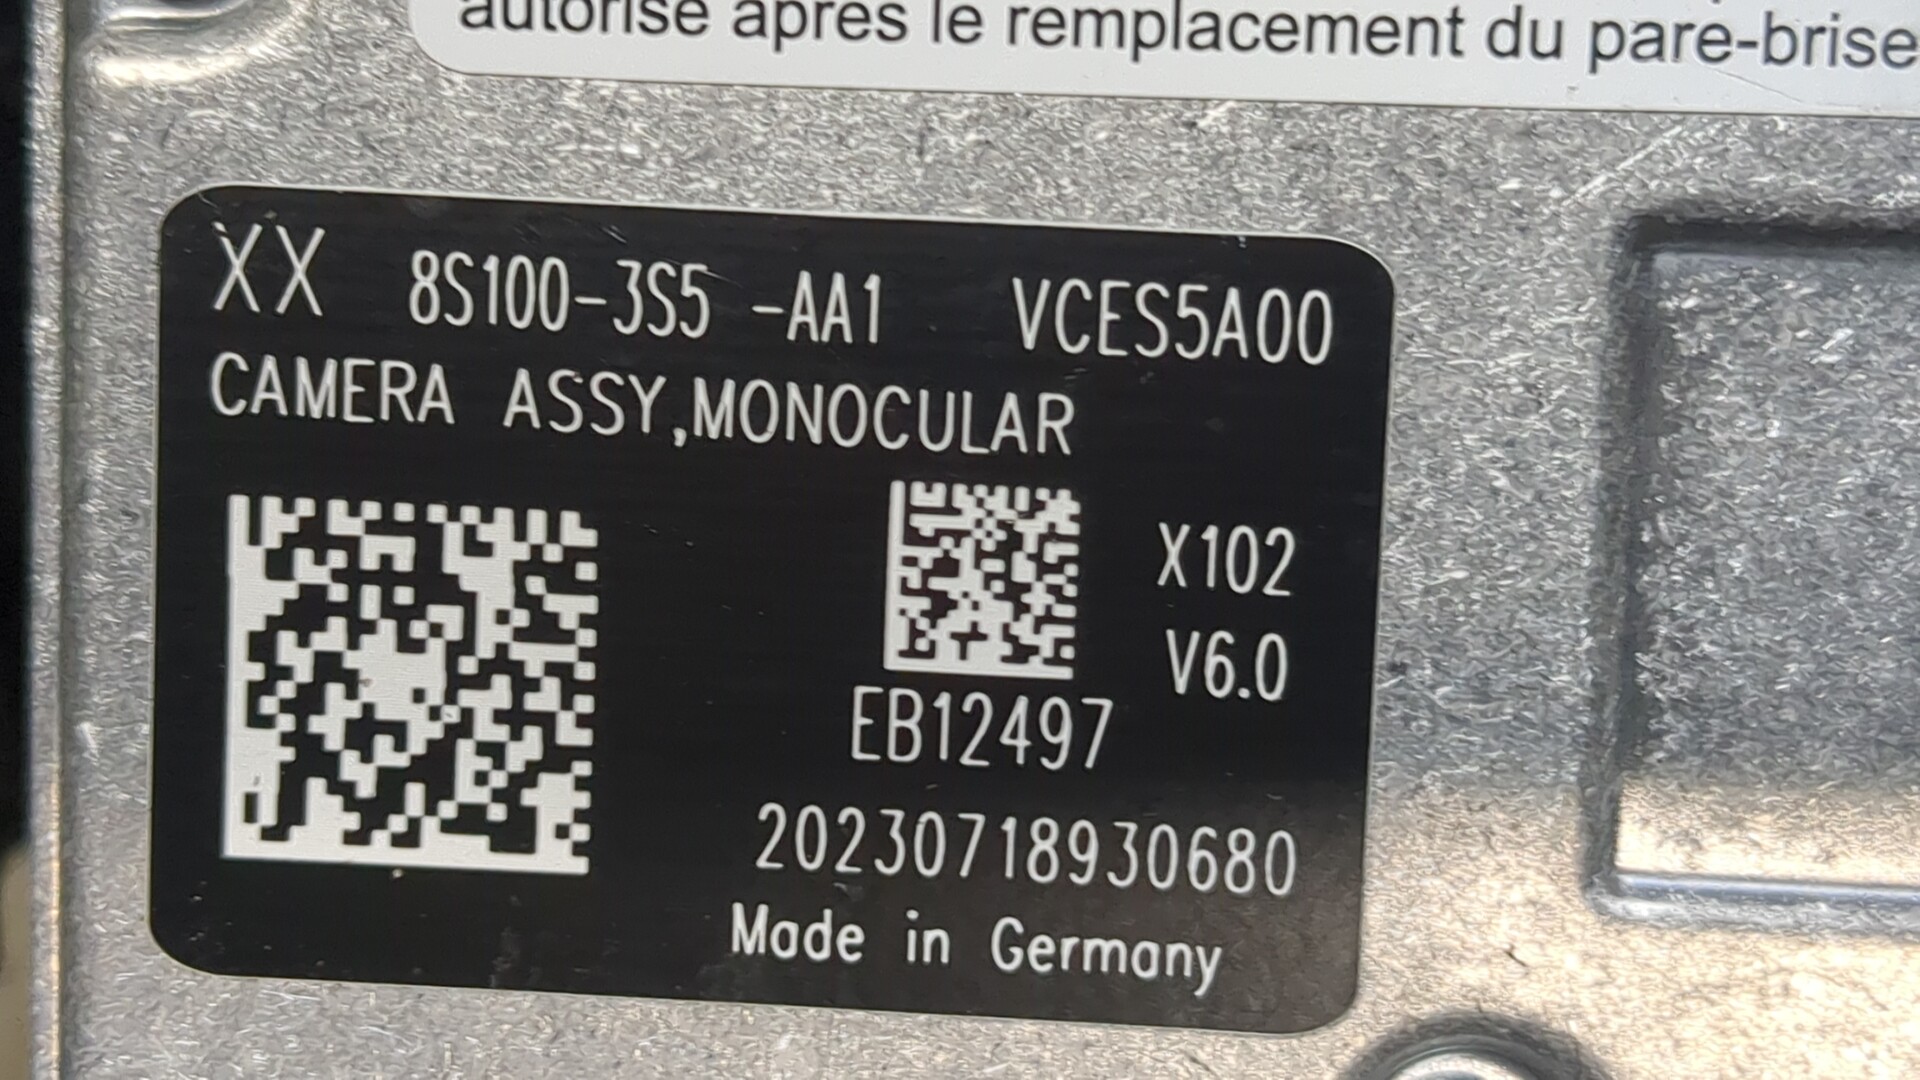 autorisé après le remplacement du pare-brise
XX 8S100-3S5 -AA1 VCES5A00
CAMERA ASSY,MONOCULAR
X102
V6.0
EB12497
20230718930680
Made in Germany